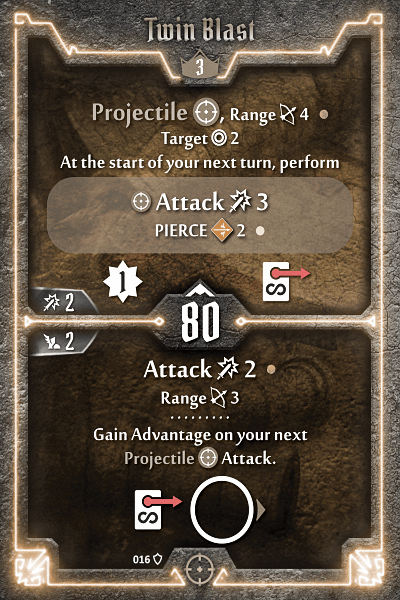 Twin Blast
3
Projectile , Range 4
Target 2
At the start of your next turn, perform
Attack 3
PIERCE 2
1
S
2
80
2
Attack 2
Range 3
Gain Advantage on your next
Projectile Attack.
S
016